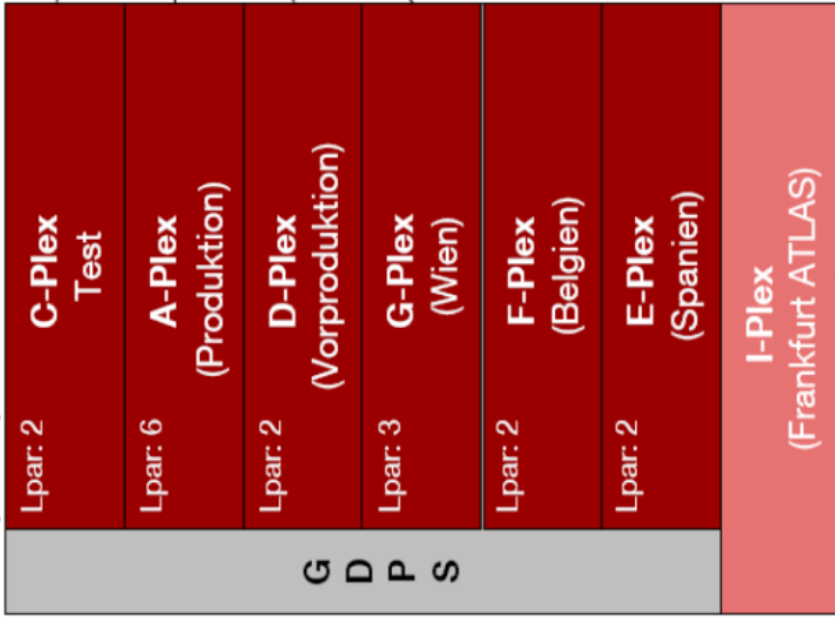 C-Plex
Test
Lpar: 2
A-Plex
(Produktion)
Lpar: 6
D-Plex
(Vorproduktion)
Lpar: 2
G-Plex
(Wien)
Lpar: 3
F-Plex
(Belgien)
Lpar: 2
E-Plex
(Spanien)
Lpar: 2
I-Plex
(Frankfurt ATLAS)
G
D
P
S